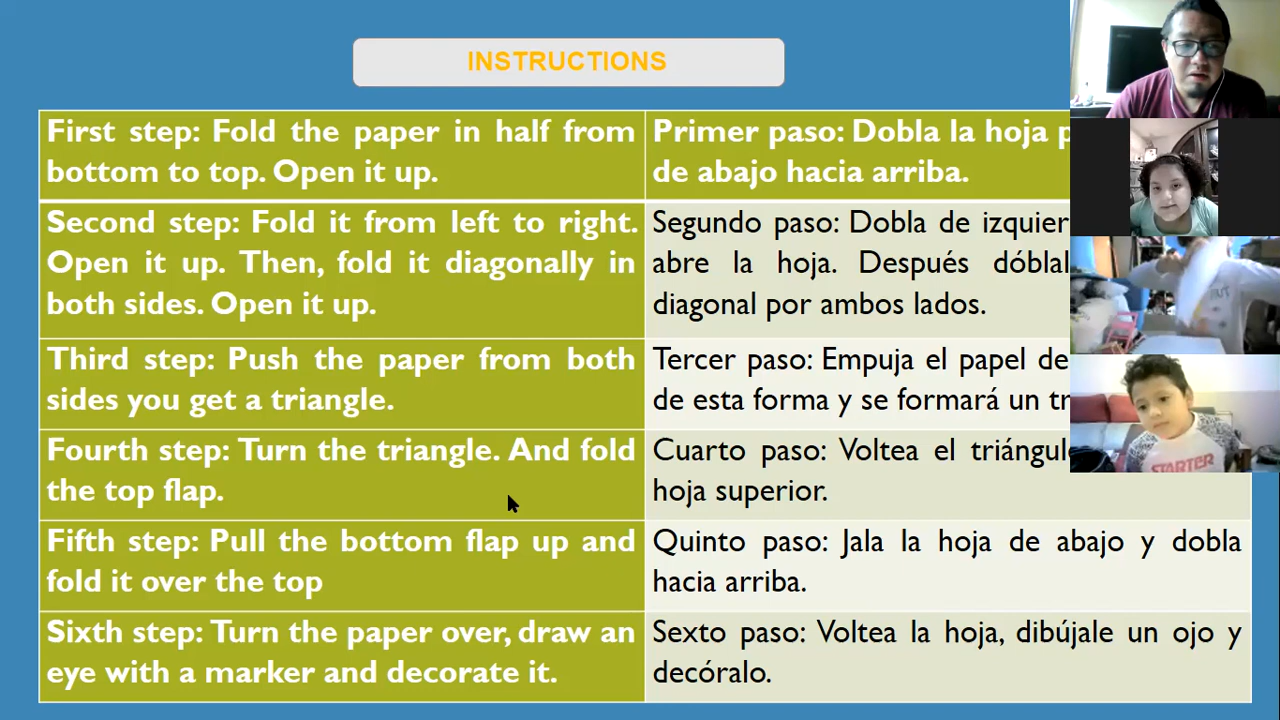 INSTRUCTIONS
First step: Fold the paper in half from
bottom to top. Open it up.
Primer paso: Dobla la hoja
de abajo hacia arriba.
Second step: Fold it from left to right.
Open it up. Then, fold it diagonally in
both sides. Open it up.
Segundo paso: Dobla de
abre la hoja. Después
diagonal por ambos lados.
Third step: Push the paper from both
sides you get a triangle.
Tercer paso: Empuja el papel
de esta forma y se formará un
Fourth step: Turn the triangle. And fold
the top flap.
Cuarto paso: Voltea el
hoja superior.
Fifth step: Pull the bottom flap up and
fold it over the top
Quinto paso: Jala la hoja de abajo y dobla
hacia arriba.
Sixth step: Turn the paper over, draw an
eye with a marker and decorate it.
Sexto paso: Voltea la hoja, dibújale un ojo y
decóralo.
STARTER